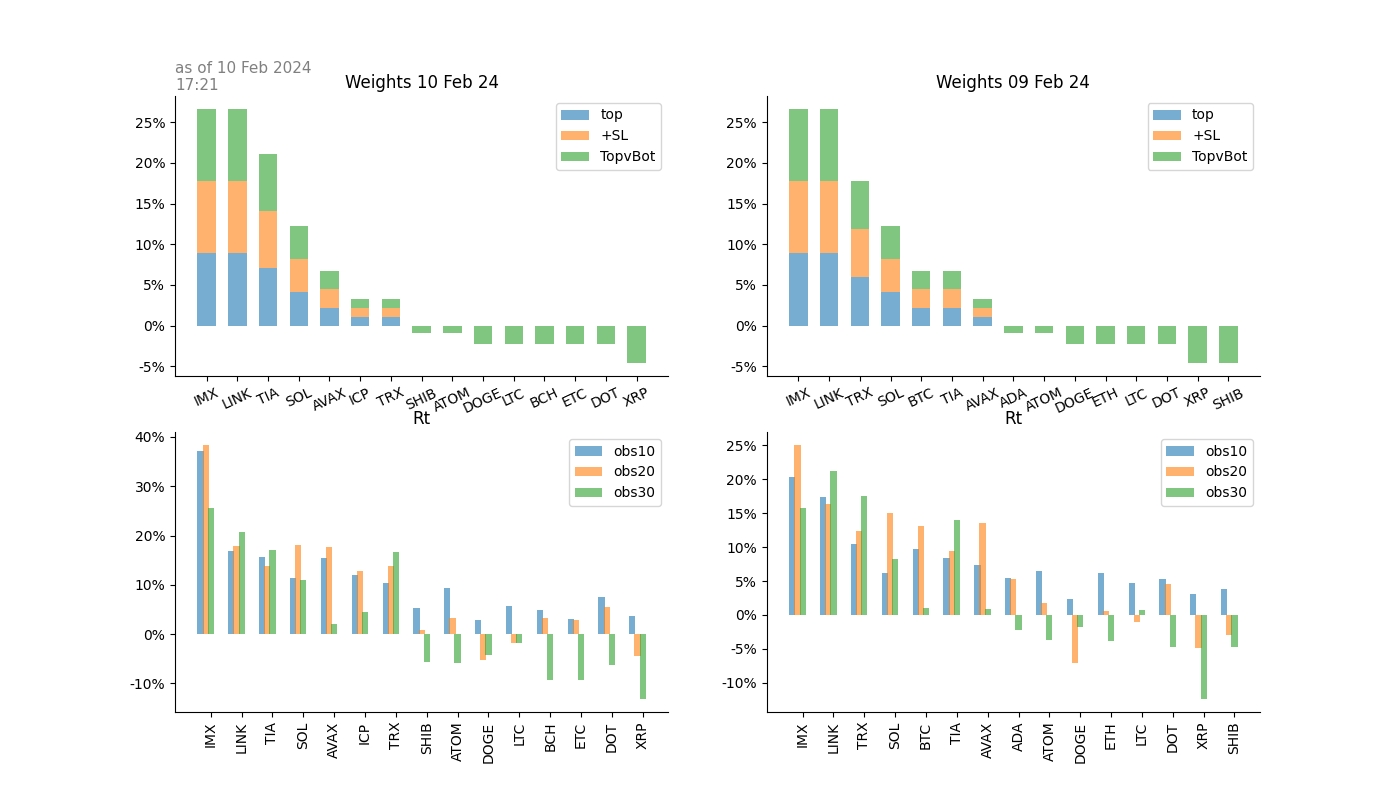 as of 10 Feb 2024
17:21
Weights 10 Feb 24
25%
20%
15%
10%
5%
0%
-5%
top
+SL
TopvBot
IMX LINK TIA SOL AVAX ICP TRX SHIB ATOM DOGE LTC BCH ETC DOT XRP
Weights 09 Feb 24
25%
20%
15%
10%
5%
0%
-5%
top
+SL
TopvBot
IMX LINK TRX SOL BTC TIA AVAX ADA ATOM DOGE ETH LTC DOT XRP SHIB
Rt
40%
30%
20%
10%
0%
-10%
obs10
obs20
obs30
IMX LINK TIA SOL AVAX ICP TRX SHIB ATOM DOGE LTC BCH ETC DOT XRP
Rt
25%
20%
15%
10%
5%
0%
-5%
-10%
obs10
obs20
obs30
IMX LINK TRX SOL BTC TIA AVAX ADA ATOM DOGE ETH LTC DOT XRP SHIB